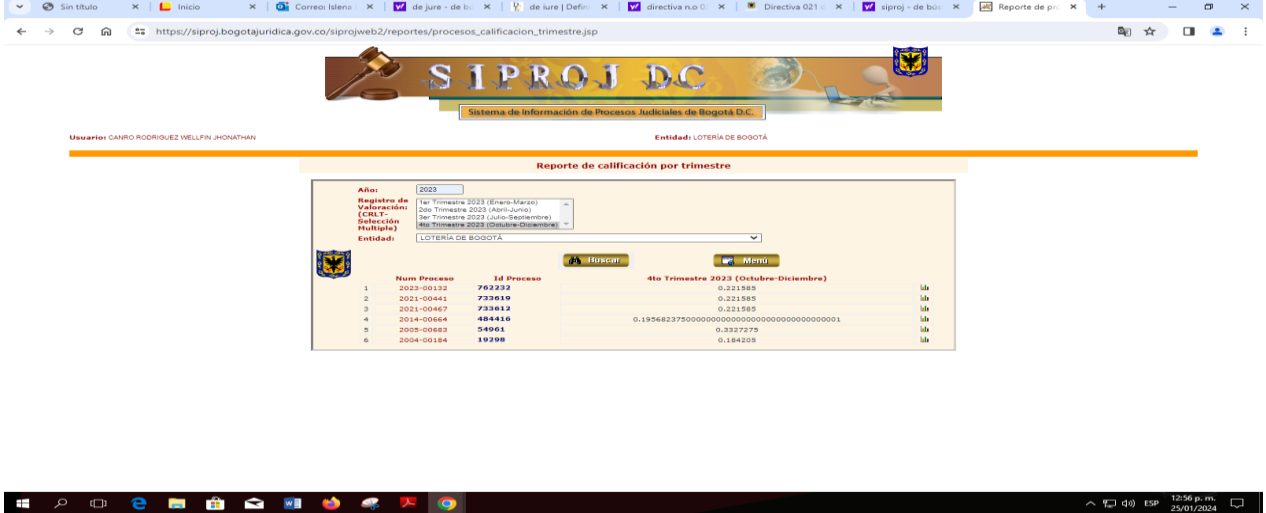 Sin título
Inicio
Correo: Islena
de jure - de bú
de iure | Defin
directiva n.o 0
Directiva 021 d
siproj - de bús
Reporte de pro
https://siproj.bogotajuridica.gov.co/siprojweb2/reportes/procesos_calificacion_trimestre.jsp
SIPROJ DC
Sistema de Información de Procesos Judiciales de Bogotá D.C.
Usuario: CANRO RODRIGUEZ WELLFIN JHONATHAN
Entidad: LOTERÍA DE BOGOTÁ
Reporte de calificación por trimestre
Año: 2023
Registro de Valoración: (CRLT-Selección Multiple)
1er Trimestre 2023 (Enero-Marzo)
2do Trimestre 2023 (Abril-Junio)
3er Trimestre 2023 (Julio-Septiembre)
4to Trimestre 2023 (Octubre-Diciembre)
Entidad: LOTERÍA DE BOGOTÁ
Buscar Menú
Num Proceso Id Proceso 4to Trimestre 2023 (Octubre-Diciembre)
1 2023-00132 762232 0.221585
2 2021-00441 733619 0.221585
3 2021-00467 733612 0.221585
4 2014-00664 484416 0.19568237500000000000000000000000000000001
5 2005-00683 54961 0.3327275
6 2004-00184 19298 0.184205
ESP
12:56 p. m.
25/01/2024